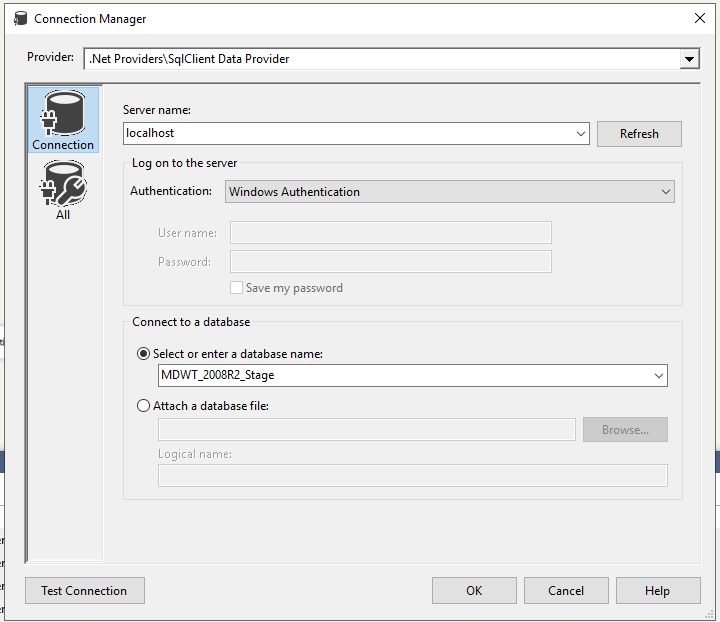 Connection Manager
Provider: .Net Providers\SqlClient Data Provider
Connection
All
Server name:
localhost
Refresh
Log on to the server
Authentication: Windows Authentication
User name:
Password:
Save my password
Connect to a database
Select or enter a database name:
MDWT_2008R2_Stage
Attach a database file:
Browse...
Logical name:
Test Connection
OK
Cancel
Help